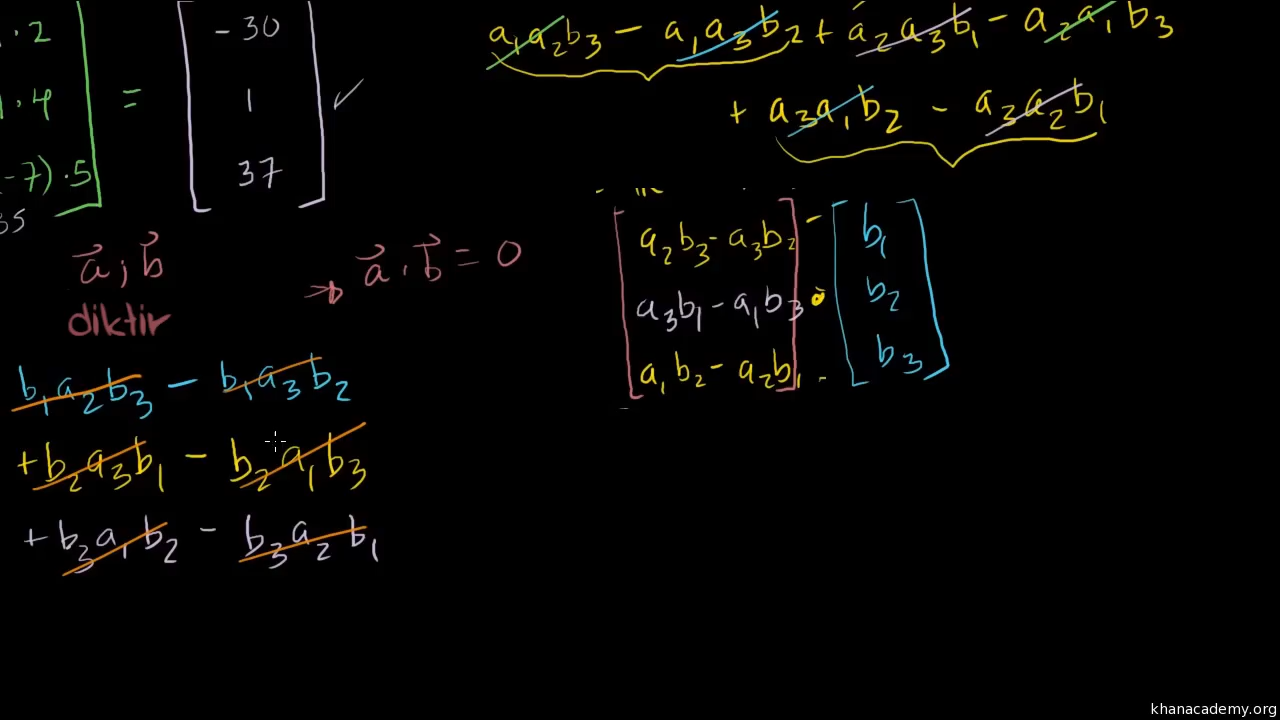 · 2
1 · 4
-7) · 5
35
=
-30
1
37
✓
a₁a₂b₃ − a₁a₃b₂ + a₂a₃b₁ − a₂a₁b₃
+ a₃a₁b₂ − a₃a₂b₁
a⃗ ; b⃗
diktir
⇒ a⃗ · b⃗ = 0
a₂b₃ - a₃b₂
a₃b₁ - a₁b₃
a₁b₂ - a₂b₁
·
b₁
b₂
b₃
b₁a₂b₃ − b₁a₃b₂
+ b₂a₃b₁ − b₂a₁b₃
+ b₃a₁b₂ − b₃a₂b₁
khanacademy.org